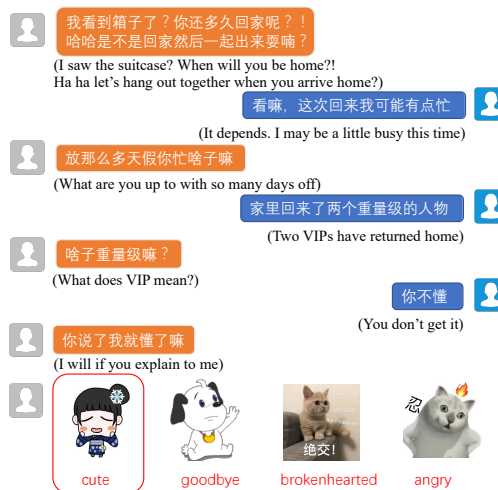 我看到箱子了？你还多久回家呢？！
哈哈是不是回家然后一起出来耍喃？
(I saw the suitcase? When will you be home?!
Ha ha let's hang out together when you arrive home?)
看嘛，这次回来我可能有点忙
(It depends. I may be a little busy this time)
放那么多天假你忙啥子嘛
(What are you up to with so many days off)
家里回来了两个重量级的人物
(Two VIPs have returned home)
啥子重量级嘛？
(What does VIP mean?)
你不懂
(You don't get it)
你说了我就懂了嘛
(I will if you explain to me)
绝交!
忍
cute goodbye brokenhearted angry